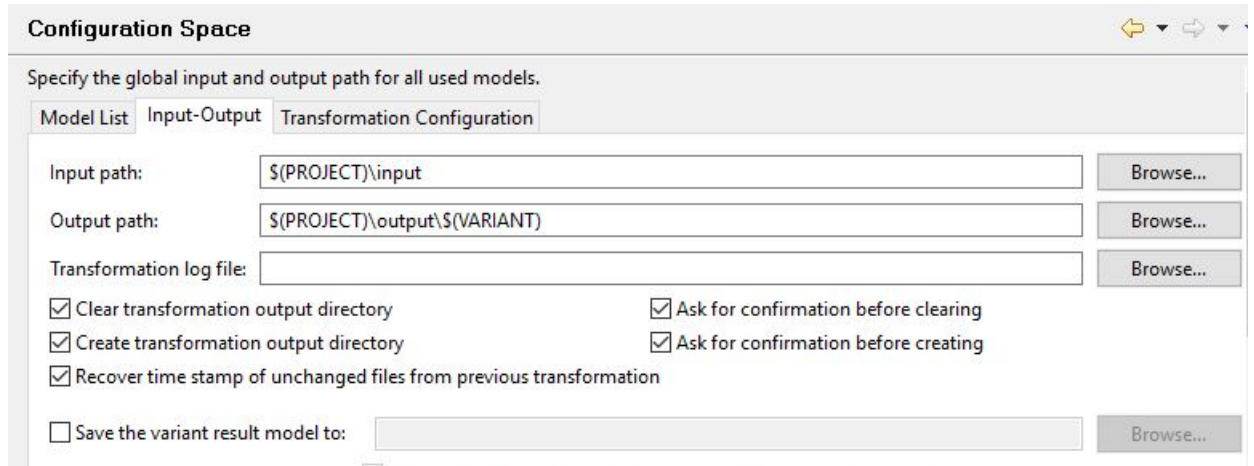 Configuration Space
Specify the global input and output path for all used models.
Model List Input-Output Transformation Configuration
Input path: $(PROJECT)\input Browse...
Output path: $(PROJECT)\output\$(VARIANT) Browse...
Transformation log file: Browse...
Clear transformation output directory Ask for confirmation before clearing
Create transformation output directory Ask for confirmation before creating
Recover time stamp of unchanged files from previous transformation
Save the variant result model to: Browse...